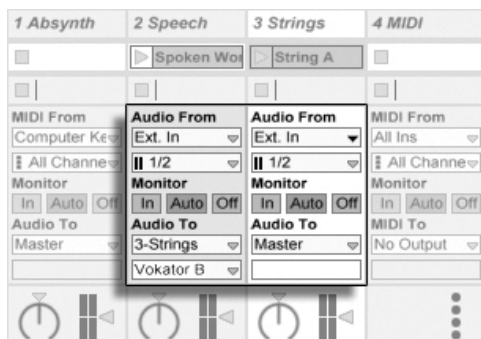 1 Absynth 2 Speech 3 Strings 4 MIDI
Spoken Wor String A
MIDI From Audio From Audio From MIDI From
Computer Ke Ext. In Ext. In All Ins
All Channe 1/2 1/2 All Channe
Monitor Monitor Monitor Monitor
In Auto Off In Auto Off In Auto Off In Auto Off
Audio To Audio To Audio To MIDI To
Master 3-Strings Master No Output
Vokator B